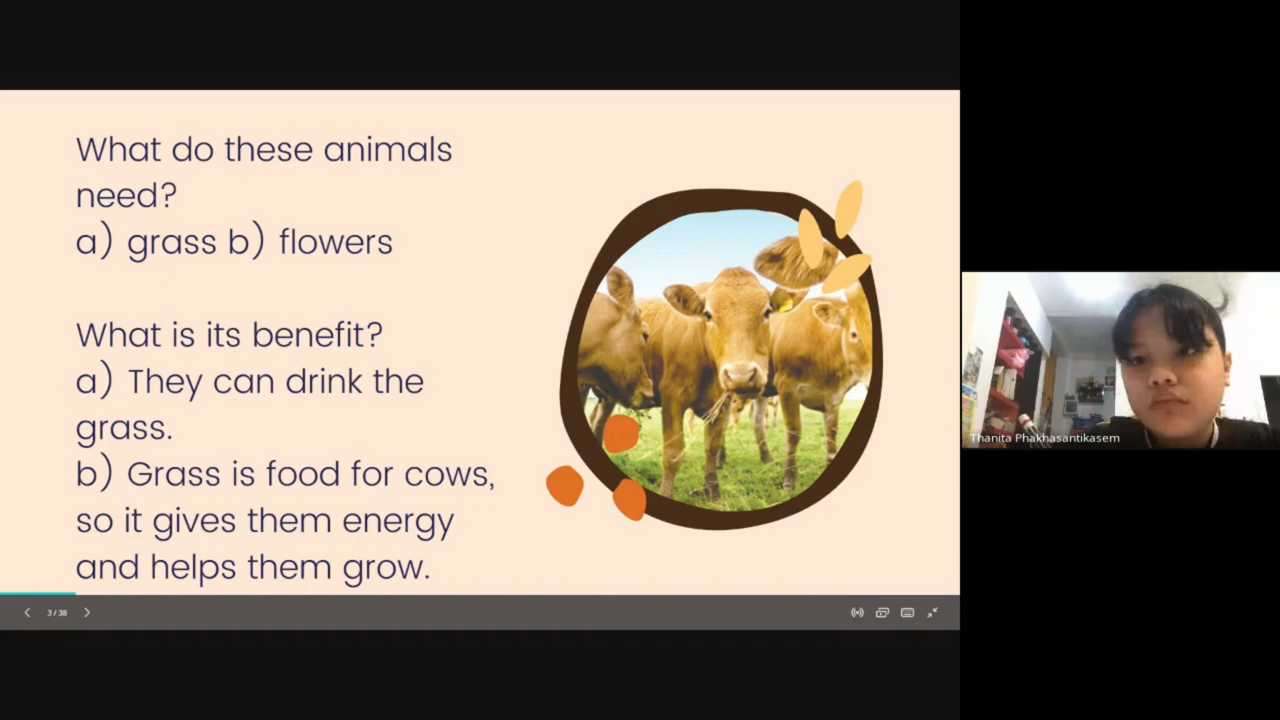 What do these animals
need?
a) grass b) flowers
What is its benefit?
a) They can drink the
grass.
b) Grass is food for cows,
so it gives them energy
and helps them grow.
3 / 38
Thanita Phakhasantikasem